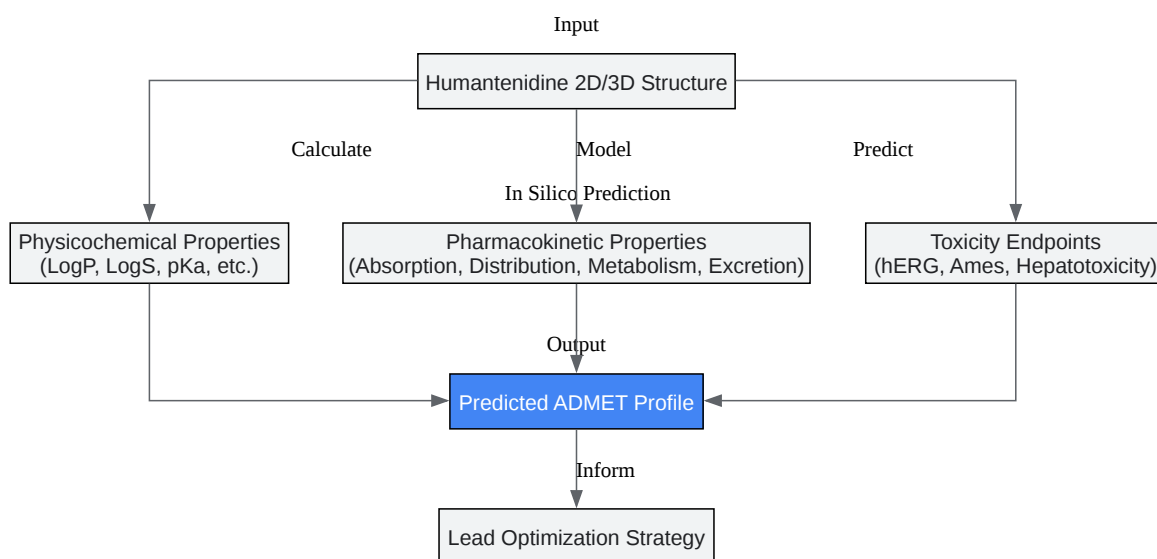 Input
Humantenidine 2D/3D Structure
Calculate
Model
Predict
In Silico Prediction
Physicochemical Properties
(LogP, LogS, pKa, etc.)
Pharmacokinetic Properties
(Absorption, Distribution, Metabolism, Excretion)
Toxicity Endpoints
(hERG, Ames, Hepatotoxicity)
Output
Predicted ADMET Profile
Inform
Lead Optimization Strategy